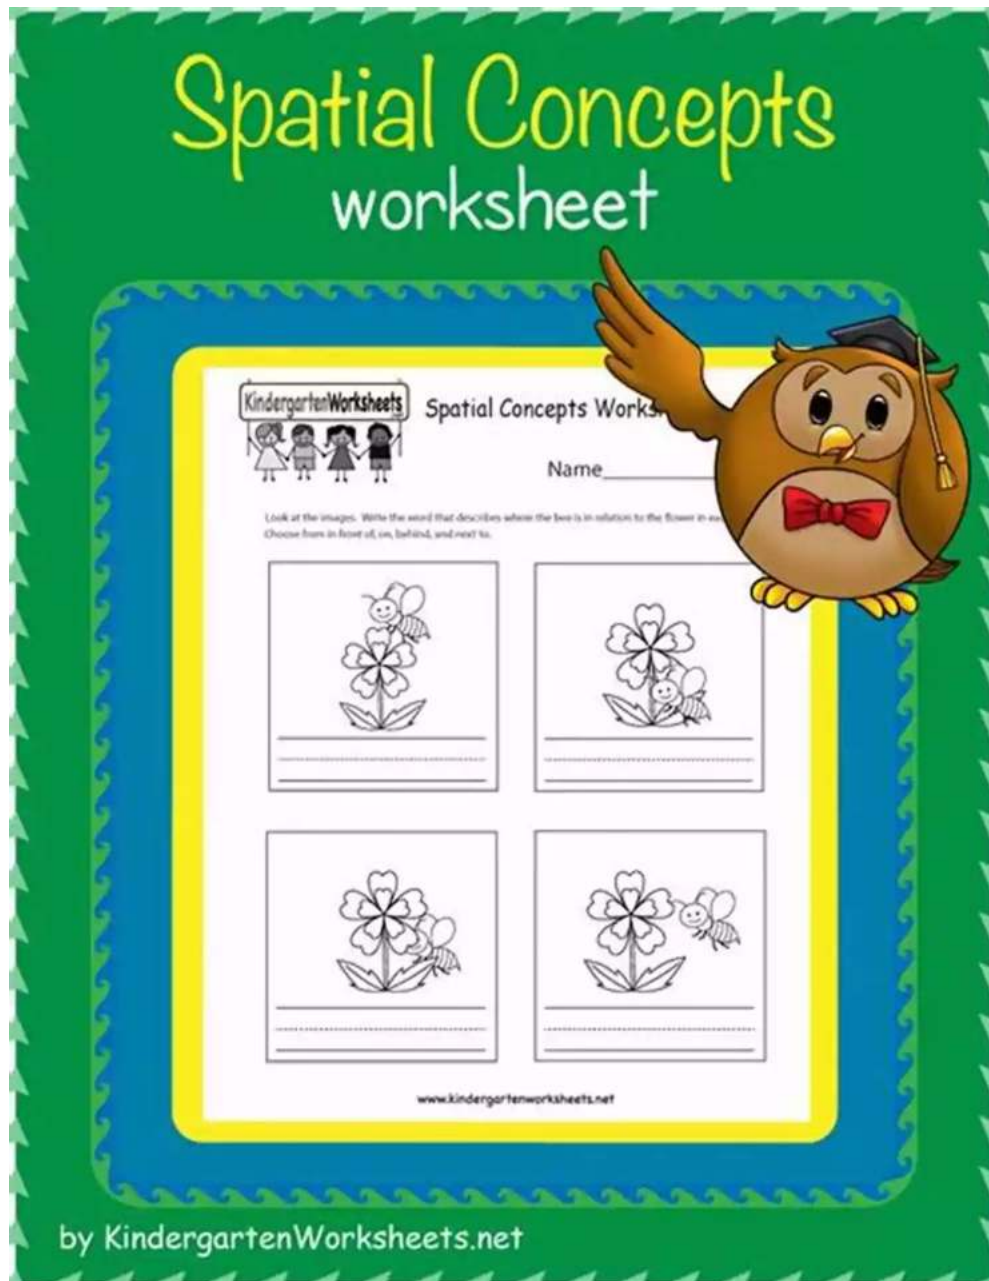 Spatial Concepts
worksheet
KindergartenWorksheets
Spatial Concepts Works
Name
Look at the images. Write the word that describes where the bee is in relation to the flower in
Choose from in front of, on, behind, and next to.
www.kindergartenworksheets.net
by KindergartenWorksheets.net